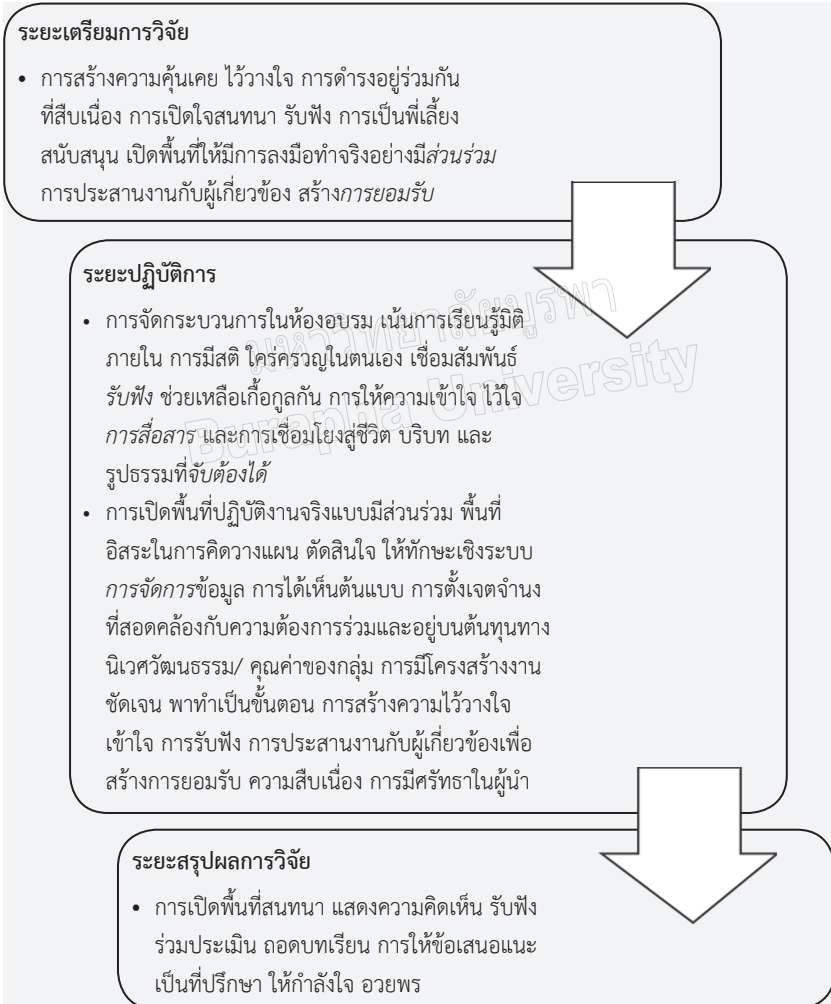 ระยะเตรียมการวิจัย
• การสร้างความคุ้นเคย ไว้วางใจ การดำรงอยู่ร่วมกัน
ที่สืบเนื่อง การเปิดใจสนทนา รับฟัง การเป็นพี่เลี้ยง
สนับสนุน เปิดพื้นที่ให้มีการลงมือทำจริงอย่างมีส่วนร่วม
การประสานงานกับผู้เกี่ยวข้อง สร้างการยอมรับ
ระยะปฏิบัติการ
• การจัดกระบวนการในห้องอบรม เน้นการเรียนรู้มิติ
ภายใน การมีสติ ใคร่ครวญในตนเอง เชื่อมสัมพันธ์
รับฟัง ช่วยเหลือเกื้อกูลกัน การให้ความเข้าใจ ไว้ใจ
การสื่อสาร และการเชื่อมโยงสู่ชีวิต บริบท และ
รูปธรรมที่จับต้องได้
• การเปิดพื้นที่ปฏิบัติงานจริงแบบมีส่วนร่วม พื้นที่
อิสระในการคิดวางแผน ตัดสินใจ ให้ทักษะเชิงระบบ
การจัดการข้อมูล การได้เห็นต้นแบบ การตั้งเจตจำนง
ที่สอดคล้องกับความต้องการร่วมและอยู่บนต้นทุนทาง
นิเวศวัฒนธรรม/ คุณค่าของกลุ่ม การมีโครงสร้างงาน
ชัดเจน พาทำเป็นขั้นตอน การสร้างความไว้วางใจ
เข้าใจ การรับฟัง การประสานงานกับผู้เกี่ยวข้องเพื่อ
สร้างการยอมรับ ความสืบเนื่อง การมีศรัทธาในผู้นำ
มหาวิทยาลัยบูรพา
Burapha University
ระยะสรุปผลการวิจัย
• การเปิดพื้นที่สนทนา แสดงความคิดเห็น รับฟัง
ร่วมประเมิน ถอดบทเรียน การให้ข้อเสนอแนะ
เป็นที่ปรึกษา ให้กำลังใจ อวยพร